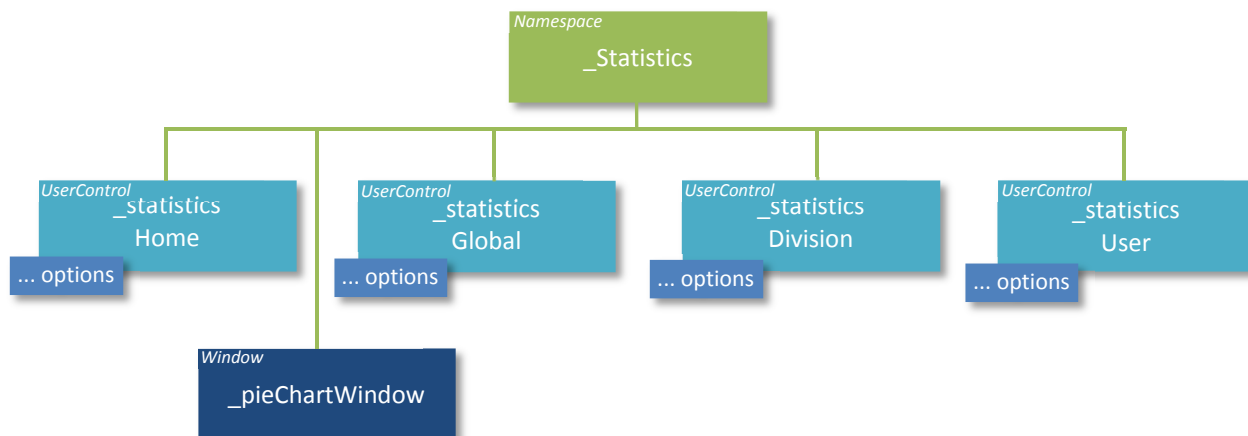 Namespace
_Statistics
UserControl
_statistics
Home
... options
UserControl
_statistics
Global
... options
UserControl
_statistics
Division
... options
UserControl
_statistics
User
... options
Window
_pieChartWindow